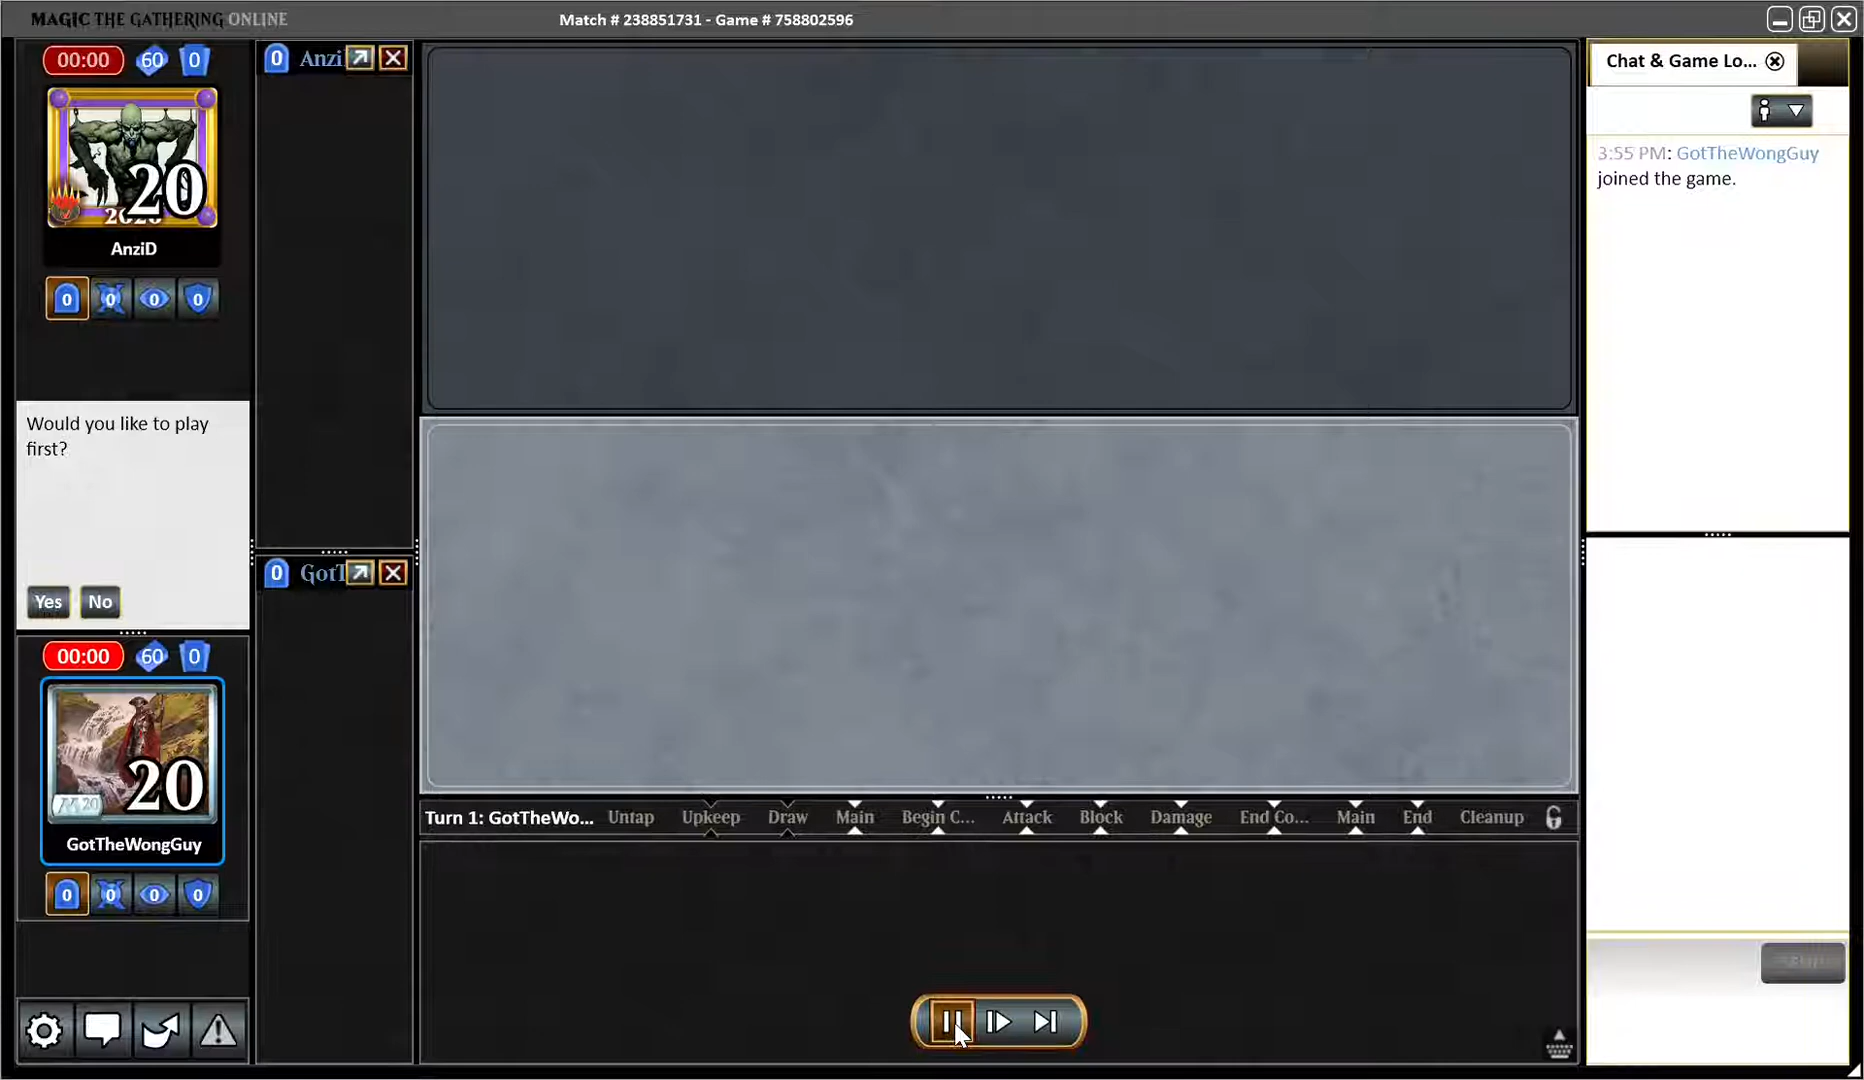 MAGIC THE GATHERING ONLINE
Match # 238851731 - Game # 758802596
00:00 60 0
20
AnziD
0 0 0 0
Would you like to play
first?
Yes No
00:00 60 0
M20
20
GotTheWongGuy
0 0 0 0
0 Anzi
0 GotT
Turn 1: GotTheWo... Untap Upkeep Draw Main Begin C... Attack Block Damage End Co... Main End Cleanup
Chat & Game Lo...
3:55 PM: GotTheWongGuy
joined the game.